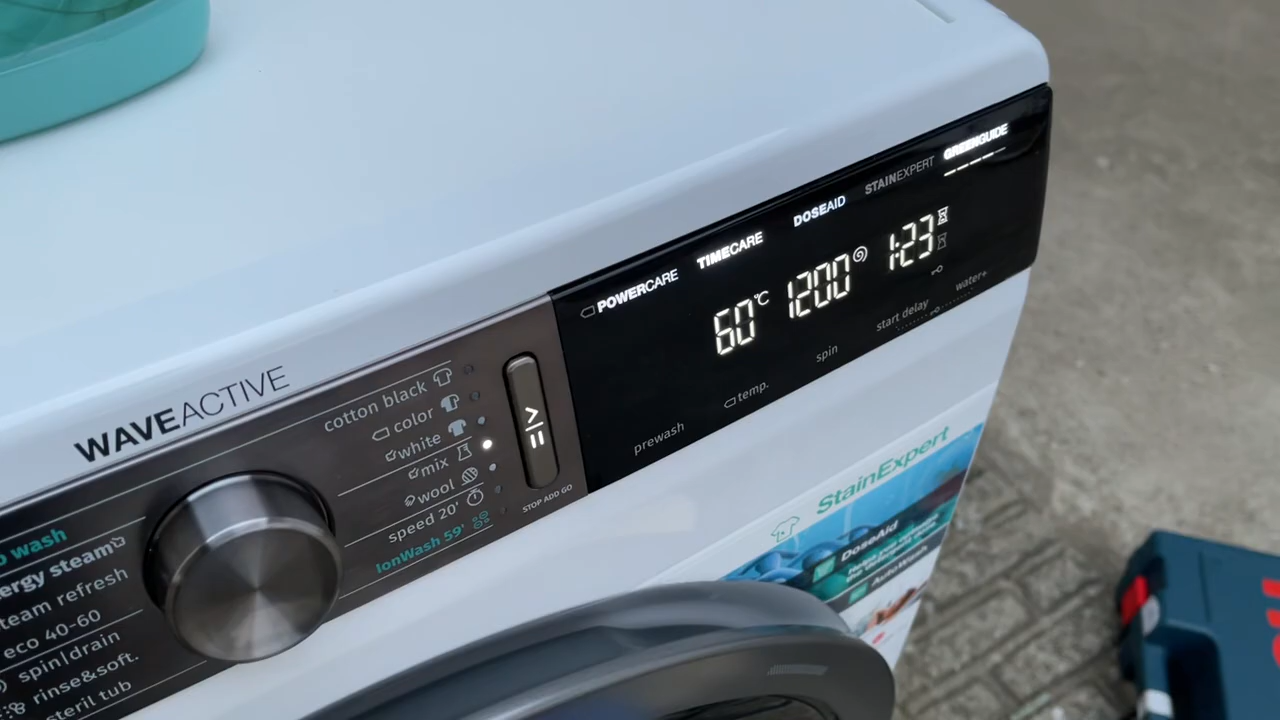 WAVEACTIVE
cotton black
color
white
mix
wool
speed 20'
IonWash 59'
STOP ADD GO
wash
steam
refresh
eco 40-60
spin|drain
rinse&soft.
steril tub
POWERCARE
TIMECARE
DOSEAID
STAINEXPERT
GREENGUIDE
60°C
1200
1:23
prewash
temp.
spin
start delay
water+
StainExpert
DoseAid
AutoWash